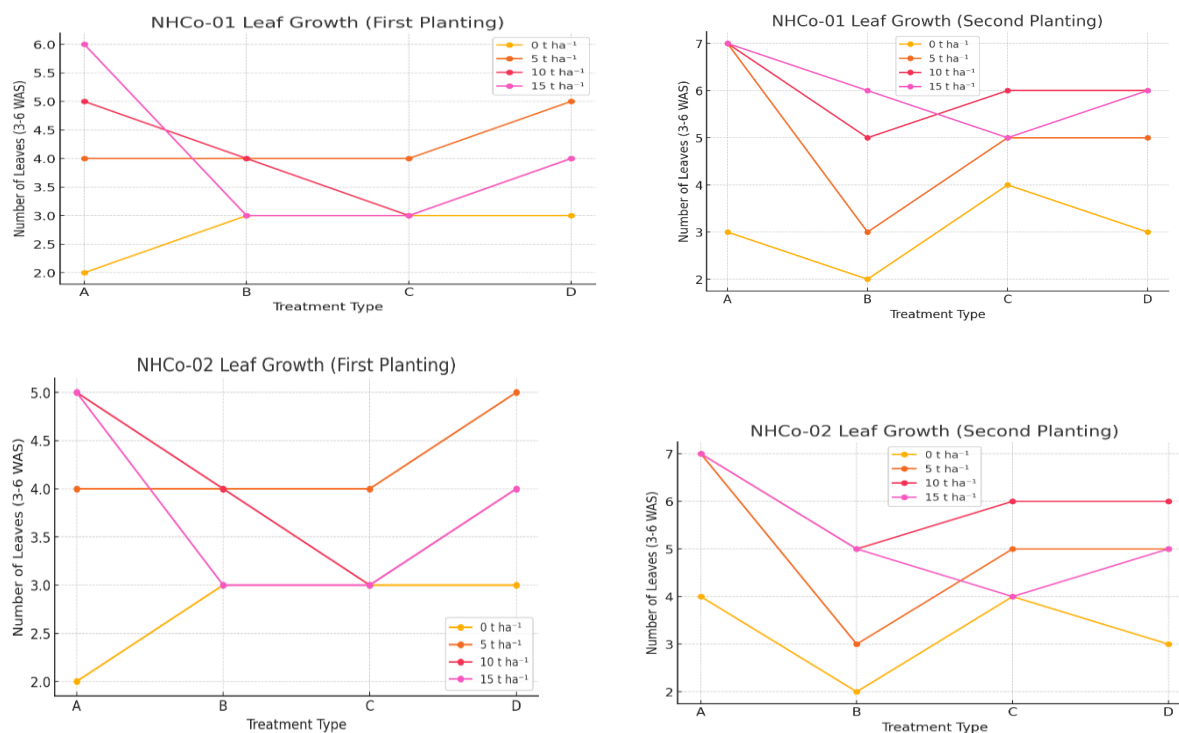 NHCo-01 Leaf Growth (First Planting)
Number of Leaves (3-6 WAS)
6.0
5.5
5.0
4.5
4.0
3.5
3.0
2.5
2.0
0 t ha⁻¹
5 t ha⁻¹
10 t ha⁻¹
15 t ha⁻¹
A B C D
Treatment Type
NHCo-01 Leaf Growth (Second Planting)
Number of Leaves (3-6 WAS)
7
6
5
4
3
2
0 t ha⁻¹
5 t ha⁻¹
10 t ha⁻¹
15 t ha⁻¹
A B C D
Treatment Type
NHCo-02 Leaf Growth (First Planting)
Number of Leaves (3-6 WAS)
5.0
4.5
4.0
3.5
3.0
2.5
2.0
0 t ha⁻¹
5 t ha⁻¹
10 t ha⁻¹
15 t ha⁻¹
A B C D
Treatment Type
NHCo-02 Leaf Growth (Second Planting)
Number of Leaves (3-6 WAS)
7
6
5
4
3
2
0 t ha⁻¹
5 t ha⁻¹
10 t ha⁻¹
15 t ha⁻¹
A B C D
Treatment Type